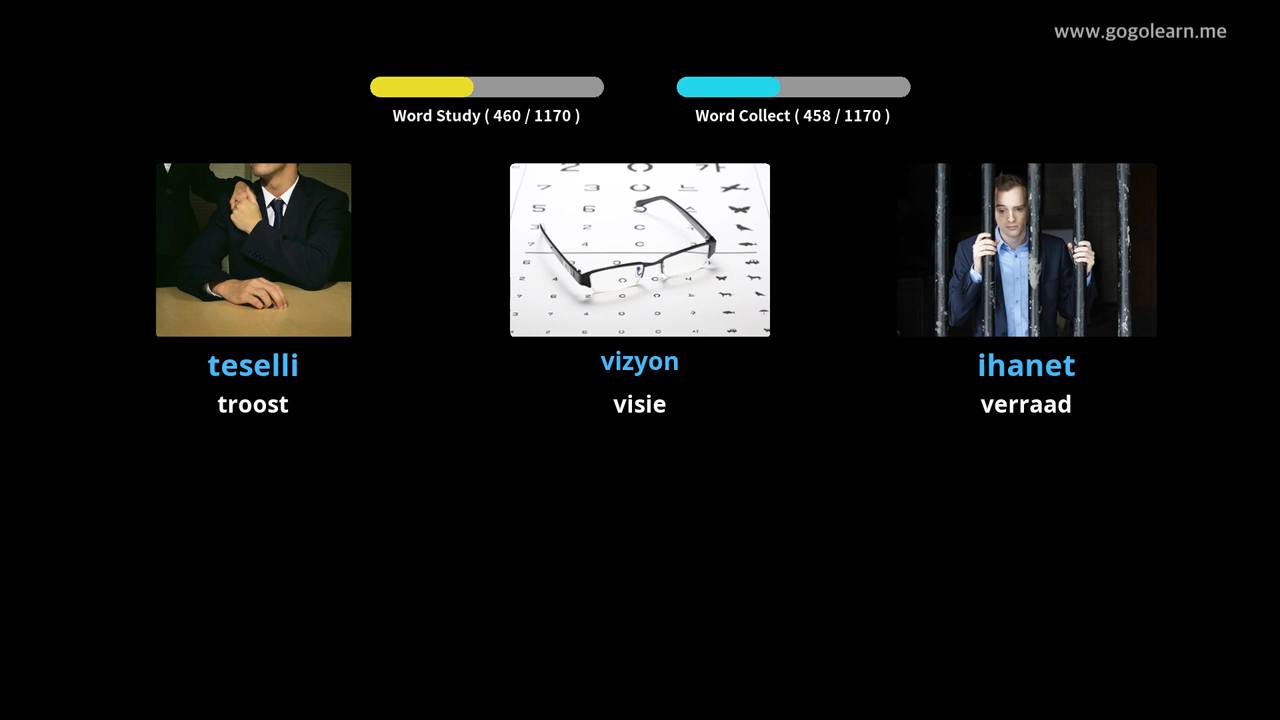 www.gogolearn.me
Word Study ( 460 / 1170 )
Word Collect ( 458 / 1170 )
teselli
vizyon
ihanet
troost
visie
verraad